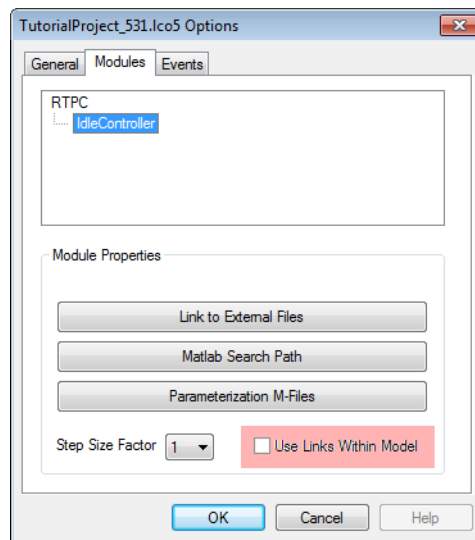 TutorialProject_531.lco5 Options
General Modules Events
RTPC
IdleController
Module Properties
Link to External Files
Matlab Search Path
Parameterization M-Files
Step Size Factor 1 Use Links Within Model
OK Cancel Help